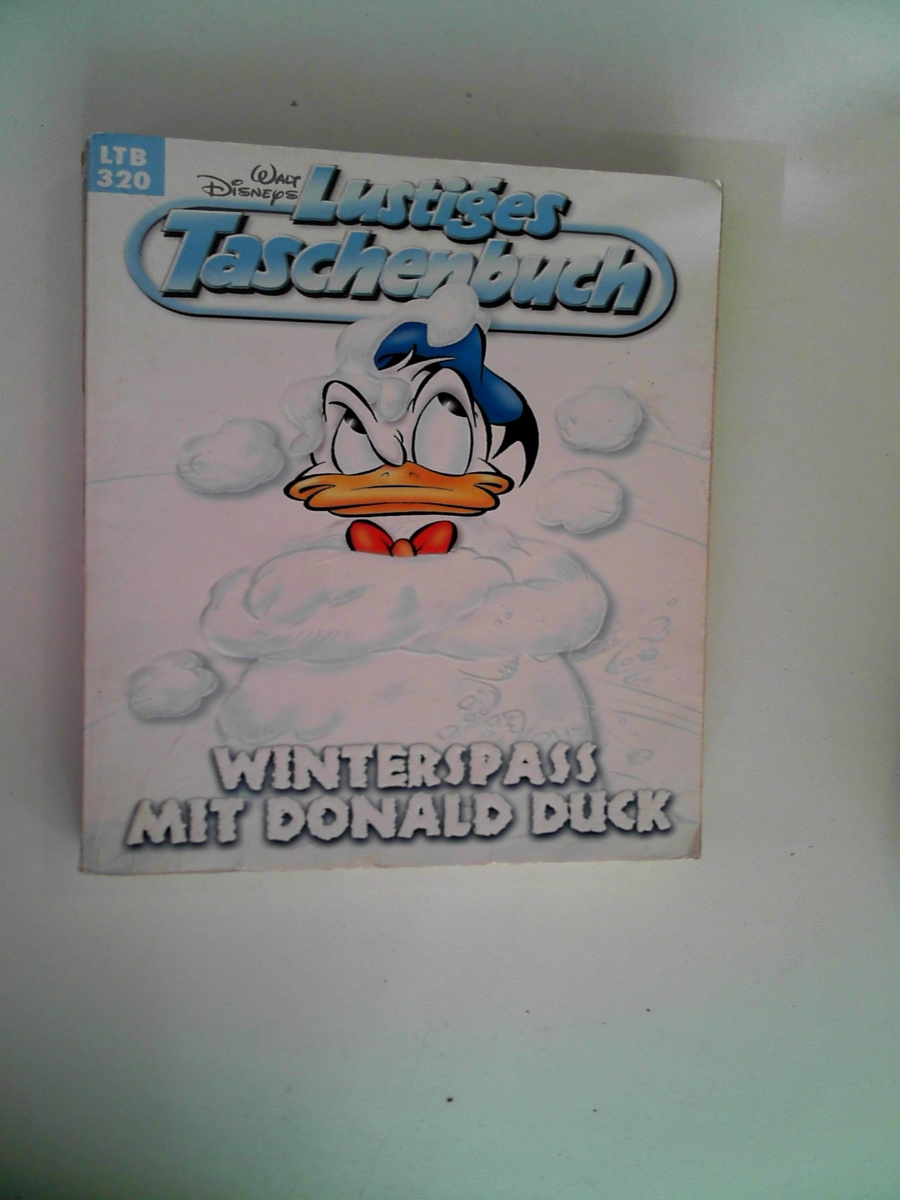 LTB
320
WALT
DISNEYS
Lustiges
Taschenbuch
WINTERSPASS
MIT DONALD DUCK